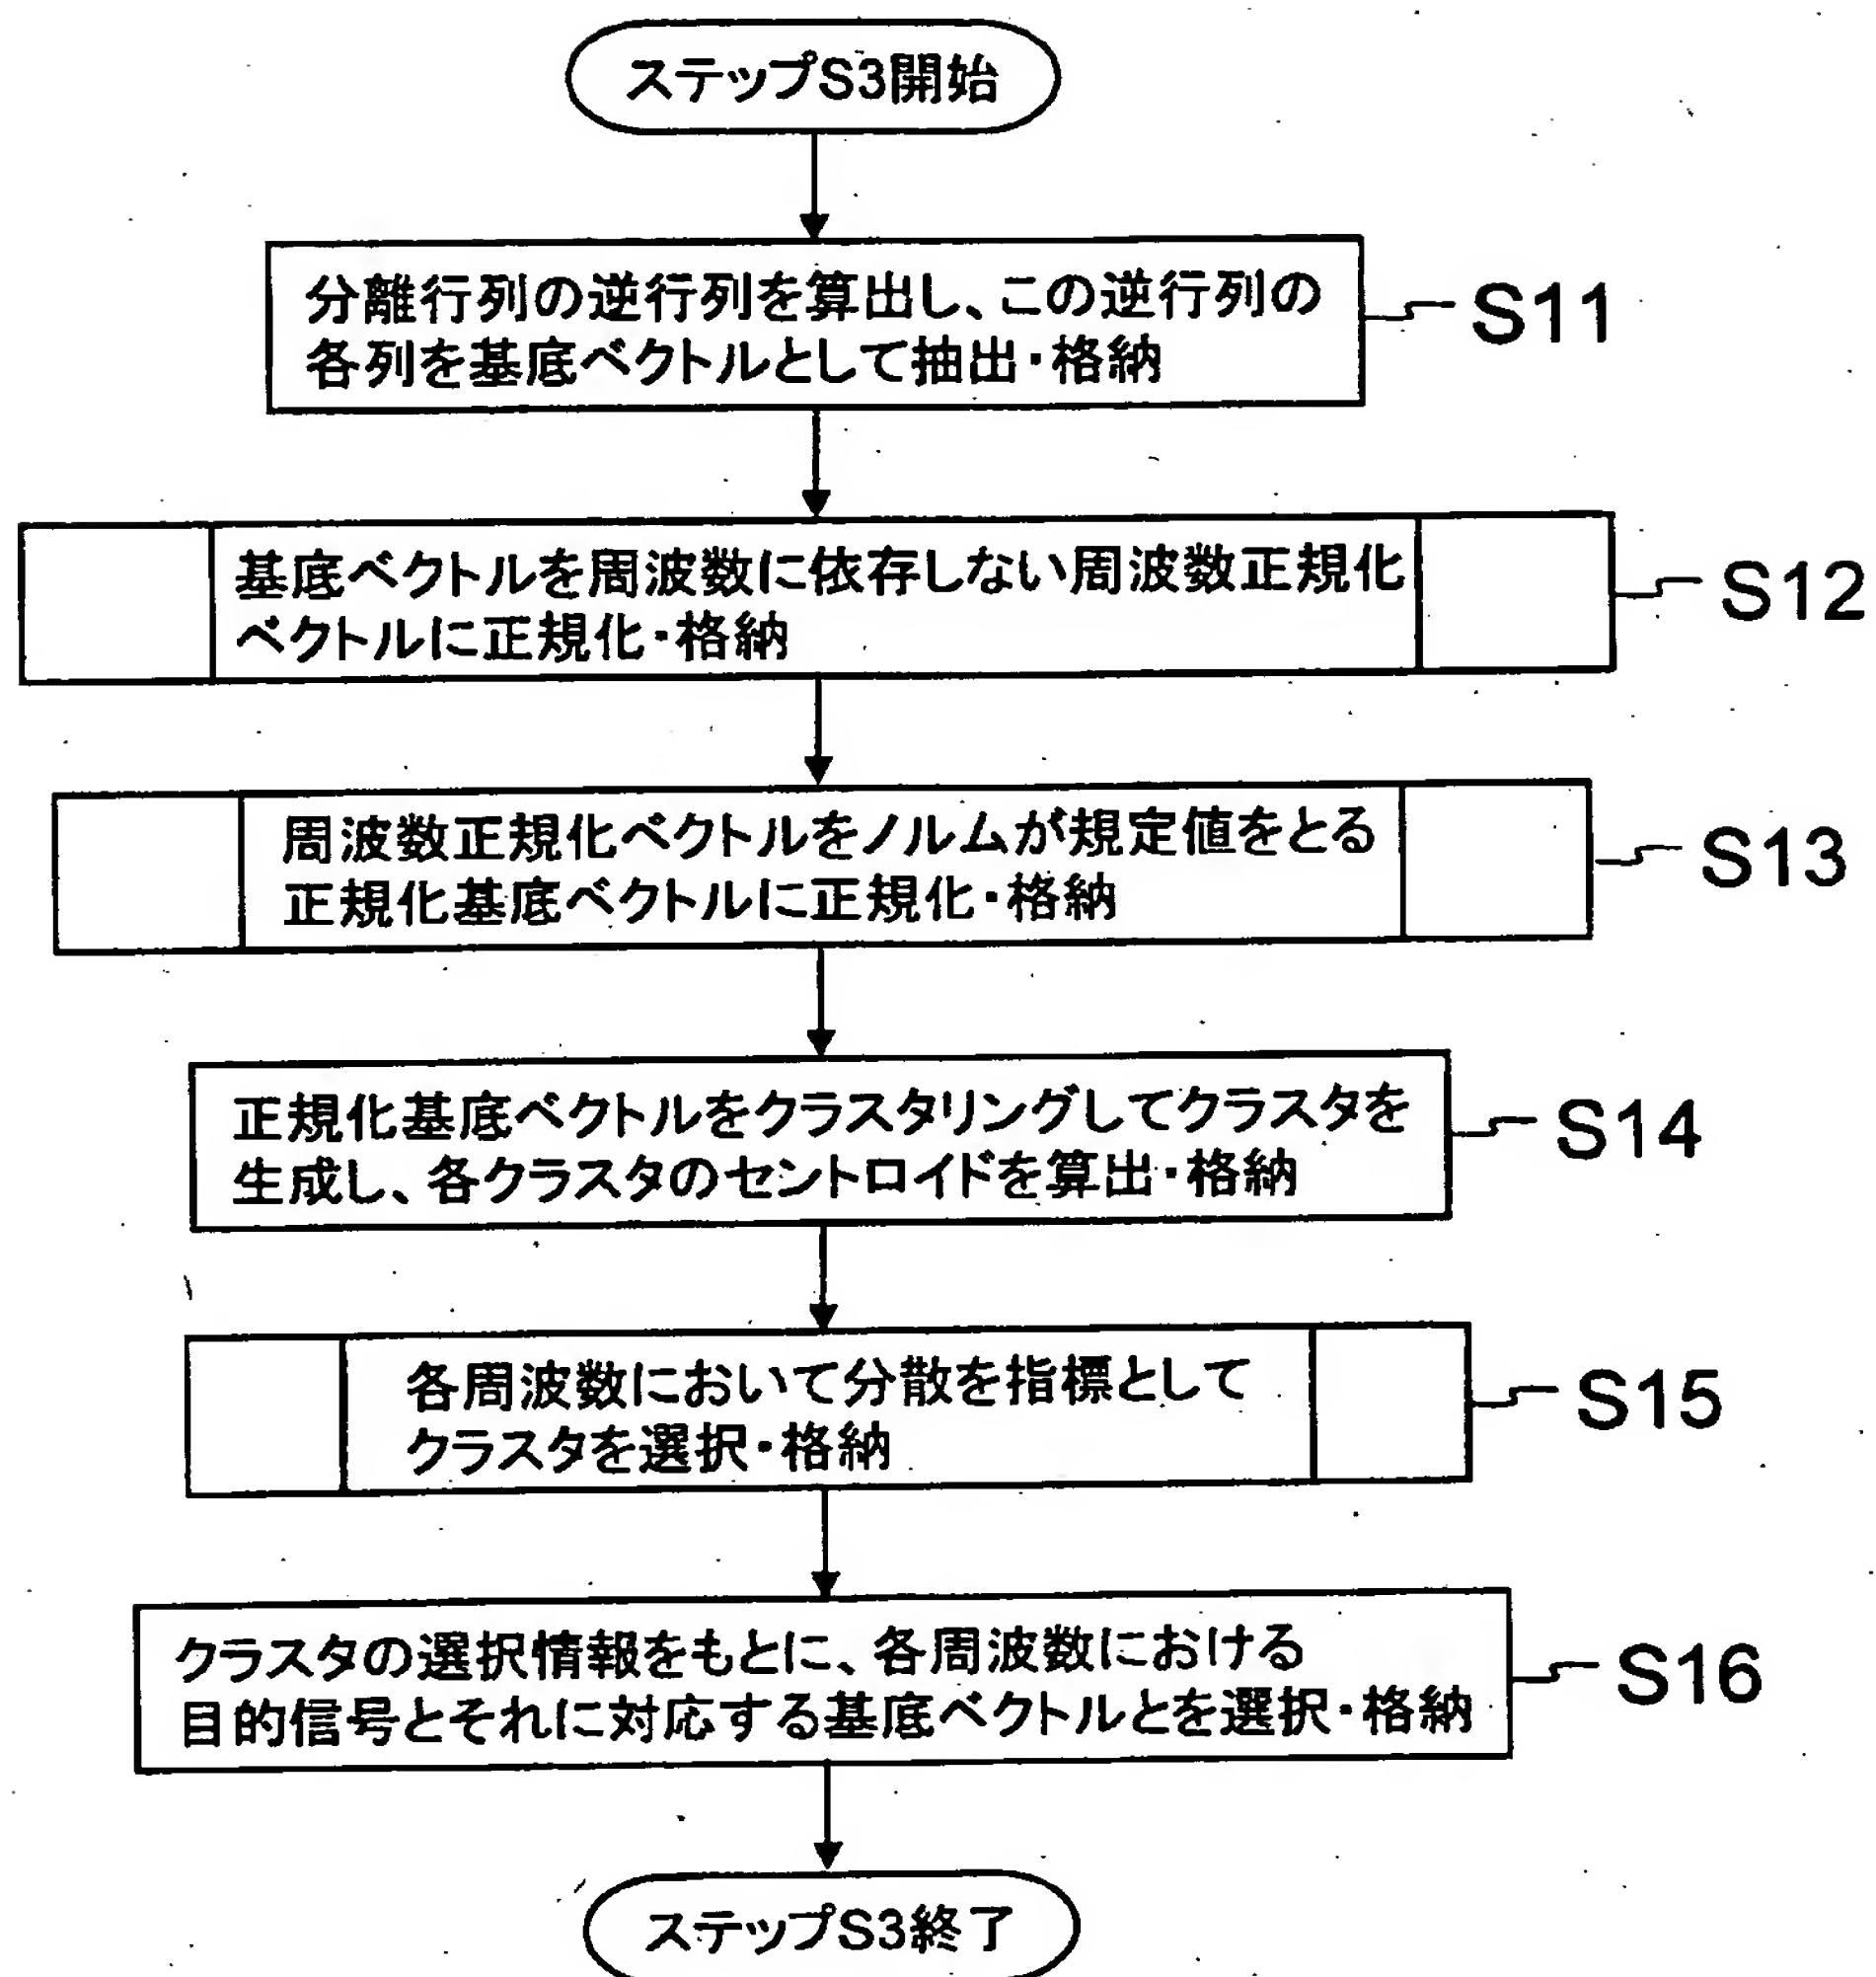 ステップS3開始
分離行列の逆行列を算出し、この逆行列の
各列を基底ベクトルとして抽出・格納
S11
基底ベクトルを周波数に依存しない周波数正規化
ベクトルに正規化・格納
S12
周波数正規化ベクトルをノルムが規定値をとる
正規化基底ベクトルに正規化・格納
S13
正規化基底ベクトルをクラスタリングしてクラスタを
生成し、各クラスタのセントロイドを算出・格納
S14
各周波数において分散を指標として
クラスタを選択・格納
S15
クラスタの選択情報をもとに、各周波数における
目的信号とそれに対応する基底ベクトルとを選択・格納
S16
ステップS3終了